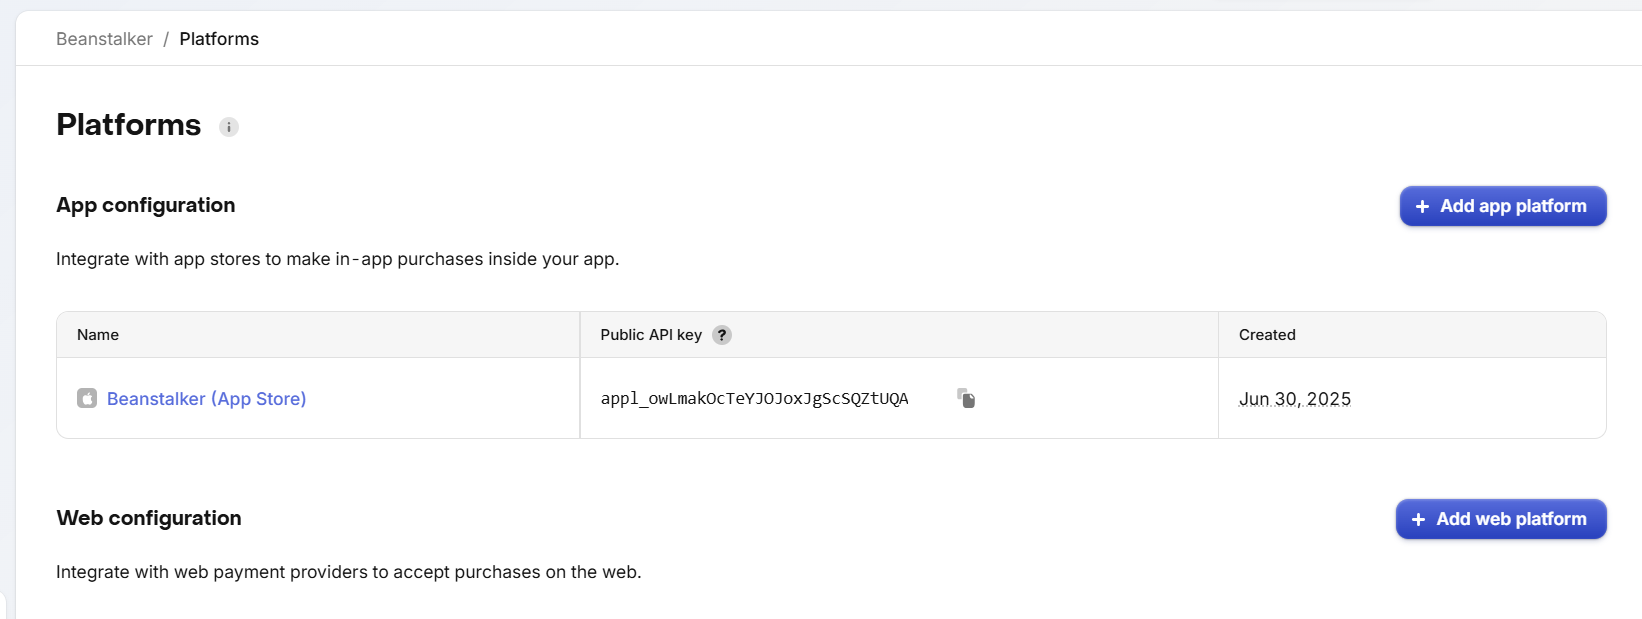 Beanstalker / Platforms
Platforms
App configuration
+ Add app platform
Integrate with app stores to make in-app purchases inside your app.
Name Public API key ? Created
Beanstalker (App Store) appl_owLmakOcTeYJOJoxJgScSQZtUQA Jun 30, 2025
Web configuration
+ Add web platform
Integrate with web payment providers to accept purchases on the web.